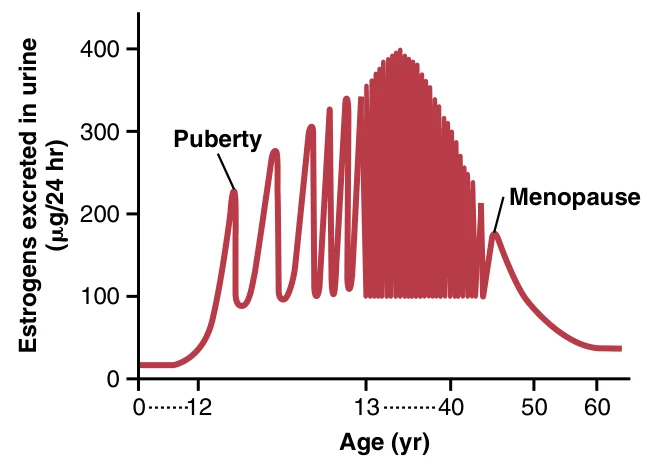 Estrogens excreted in urine
(µg/24 hr)
400
300
200
100
0
Puberty
Menopause
0 12 13 40 50 60
Age (yr)